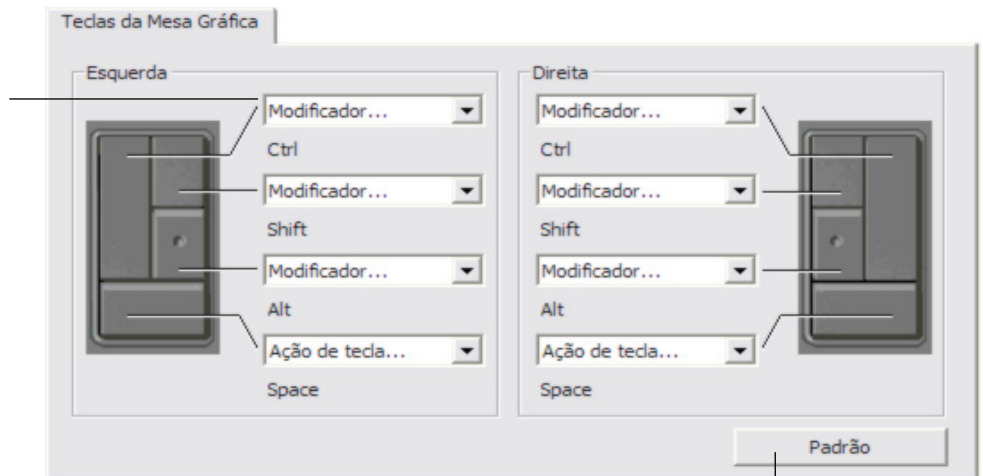 Teclas da Mesa Gráfica
Esquerda
Modificador...
Ctrl
Modificador...
Shift
Modificador...
Alt
Ação de tecla...
Space
Direita
Modificador...
Ctrl
Modificador...
Shift
Modificador...
Alt
Ação de tecla...
Space
Padrão